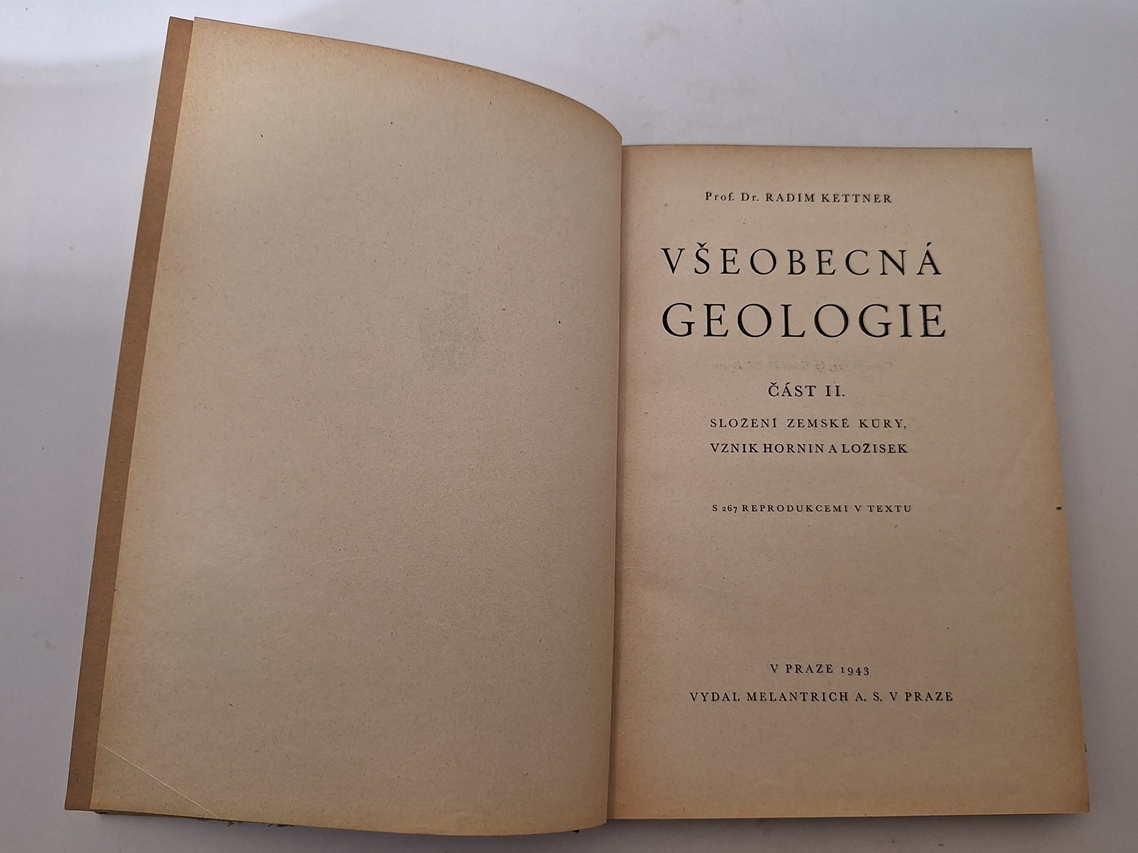 Prof. Dr. RADIM KETTNER
VŠEOBECNÁ
GEOLOGIE
ČÁST II.
SLOŽENÍ ZEMSKÉ KŮRY,
VZNIK HORNIN A LOŽISEK
S 267 REPRODUKCEMI V TEXTU
V PRAZE 1943
VYDAL MELANTRICH A. S. V PRAZE